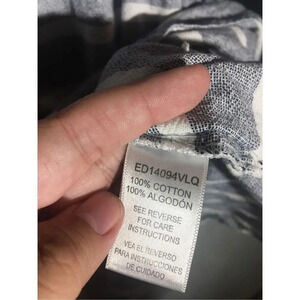 ED14094VLQ
100% COTTON
100% ALGODÓN
SEE REVERSE
FOR CARE
INSTRUCTIONS
VEA EL REVERSO
PARA INSTRUCCIONES
DE CUIDADO